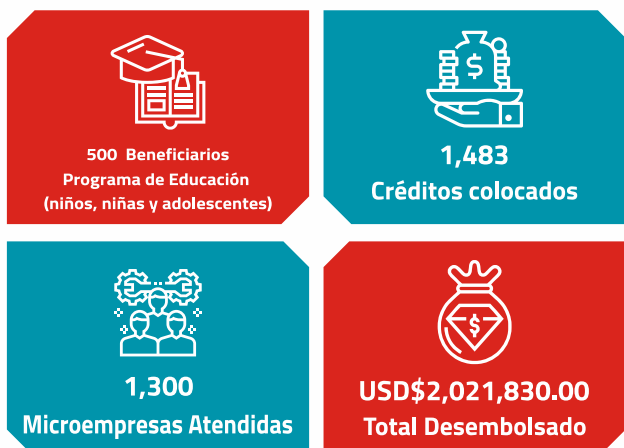 500 Beneficiarios
Programa de Educación
(niños, niñas y adolescentes)
$
1,483
Créditos colocados
1,300
Microempresas Atendidas
$
USD$2,021,830.00
Total Desembolsado